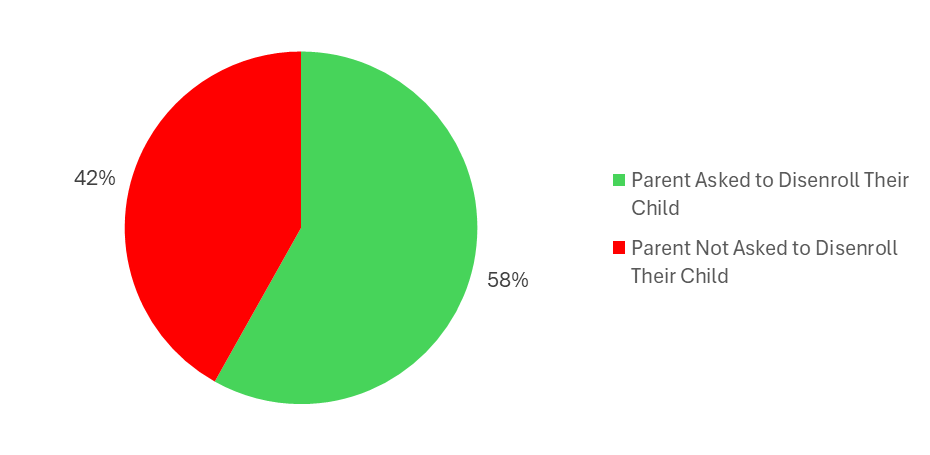 42%
58%
Parent Asked to Disenroll Their
Child
Parent Not Asked to Disenroll
Their Child